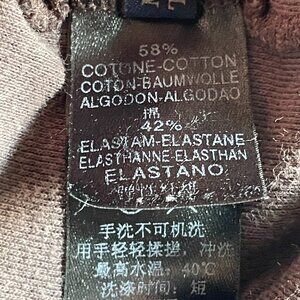 58%
COTONE-COTTON
COTON-BAUMWOLLE
ALGODON-ALGODAO
棉
42%
ELASTAM-ELASTANE
ELASTHANNE-ELASTHAN
ELASTANO
手洗不可机洗
用手轻轻揉搓，冲洗
最高水温：40℃
洗涤时间：短